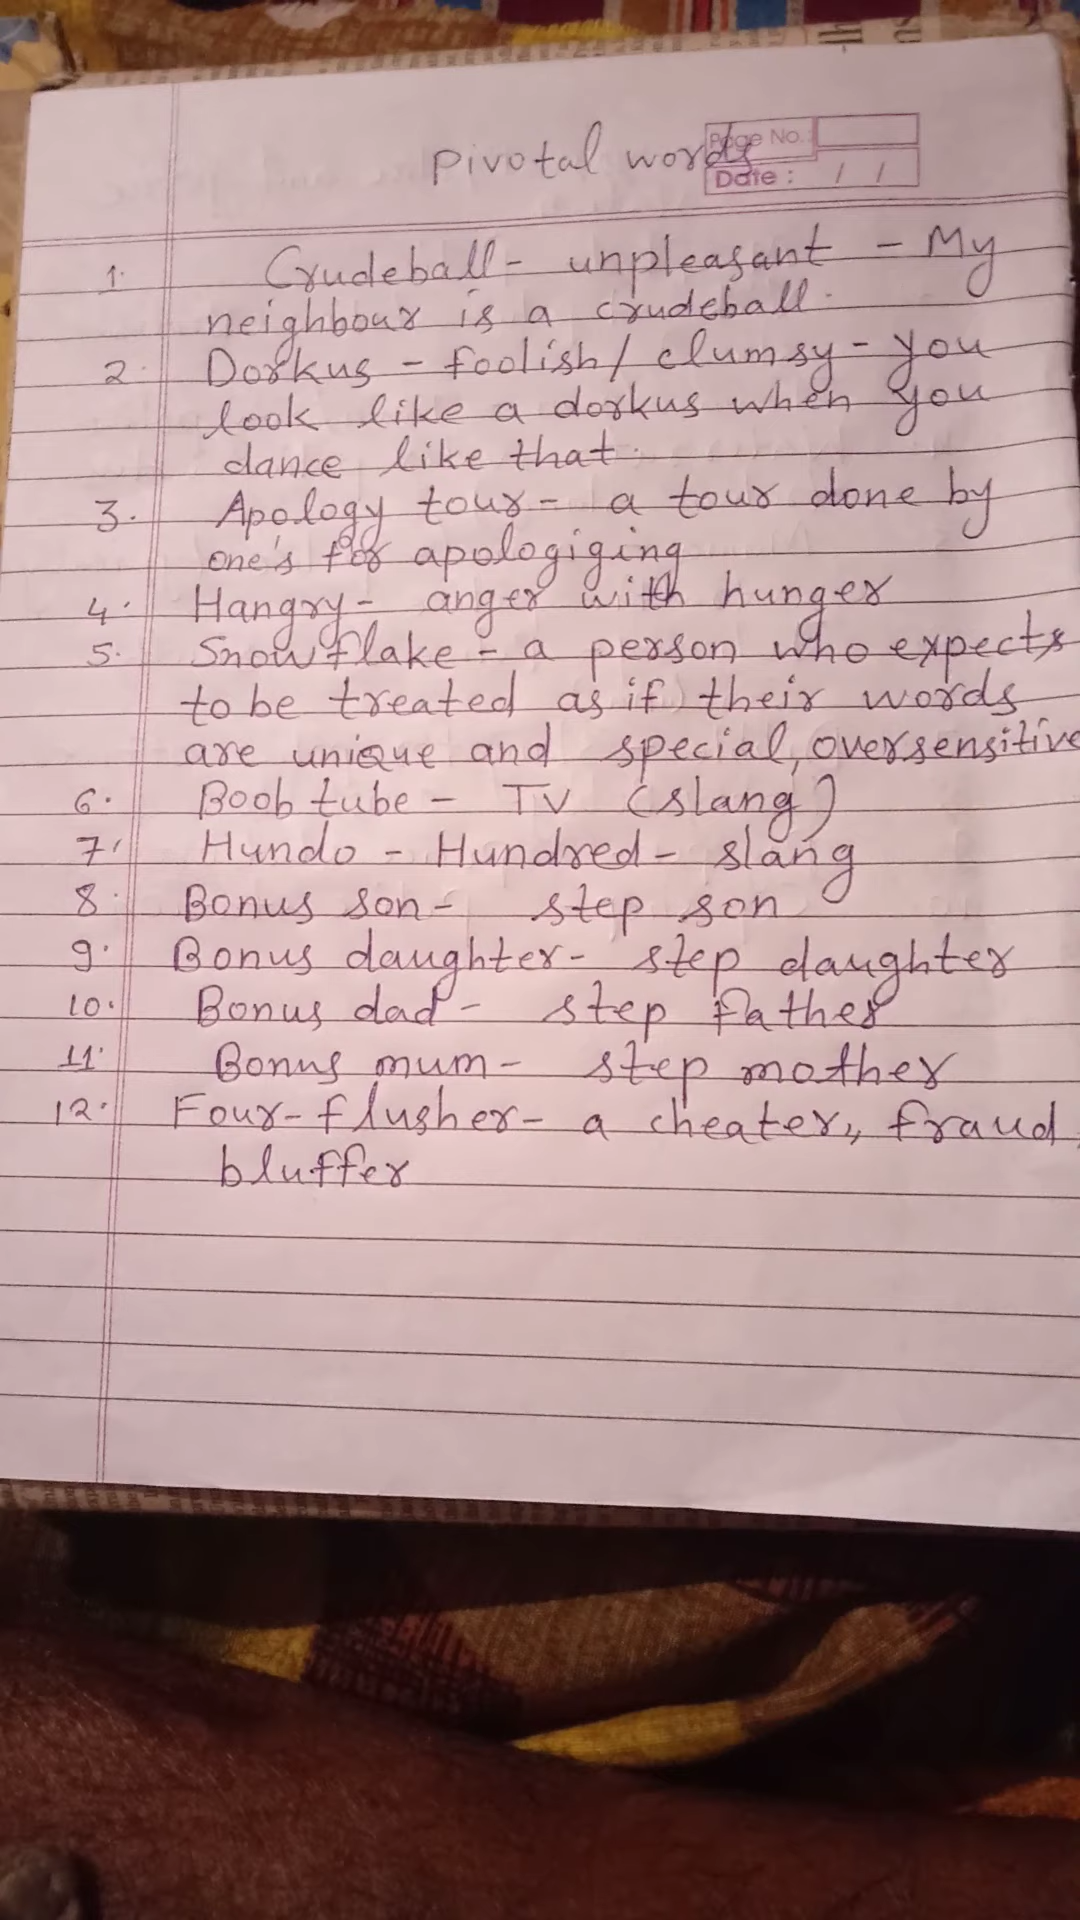 Pivotal words
Page No.:
Date : / /
1. Crudeball - unpleasant - My
neighbour is a crudeball.
2. Dorkus - foolish / clumsy - you
look like a dorkus when you
dance like that.
3. Apology tour - a tour done by
one's for apologiging
4. Hangry - anger with hunger
5. Snow flake - a person who expects
to be treated as if their words
are unique and special, oversensitive
6. Boob tube - TV (slang)
7. Hundo - Hundred - slang
8. Bonus son - step son
9. Bonus daughter - step daughter
10. Bonus dad - step father
11. Bonus mum - step mother
12. Four-flusher - a cheater, fraud,
bluffer